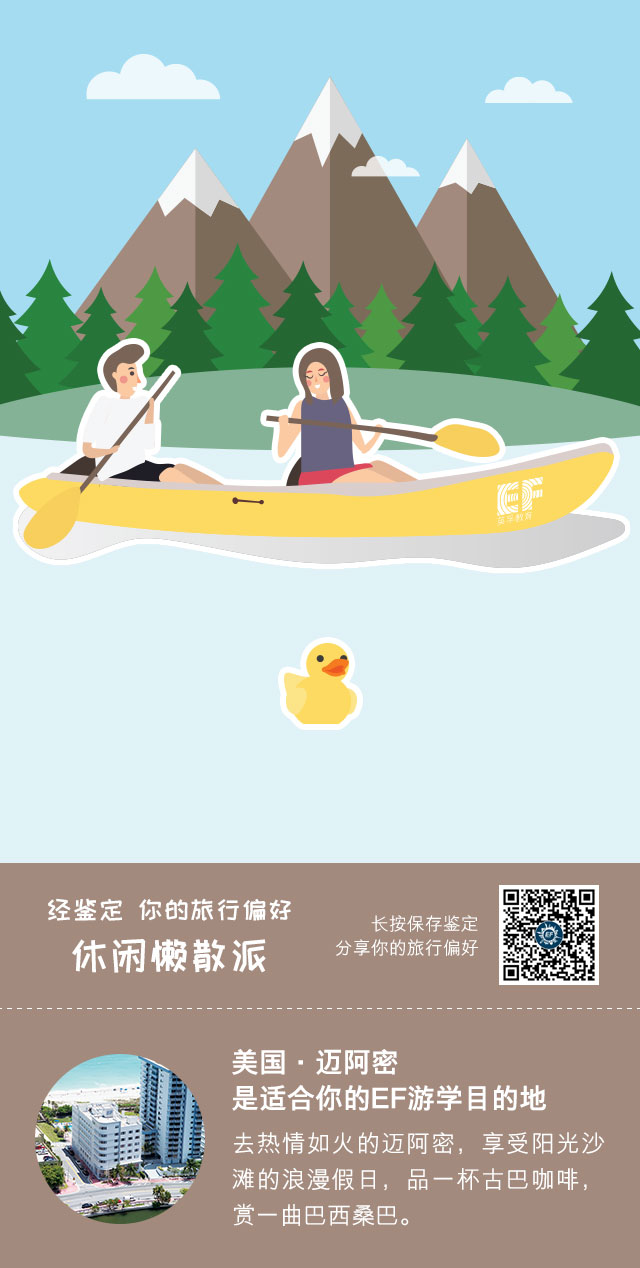 EF
英孚教育
经鉴定 你的旅行偏好
休闲懒散派
长按保存鉴定
分享你的旅行偏好
EF
美国·迈阿密
是适合你的EF游学目的地
去热情如火的迈阿密，享受阳光沙
滩的浪漫假日，品一杯古巴咖啡，
赏一曲巴西桑巴。